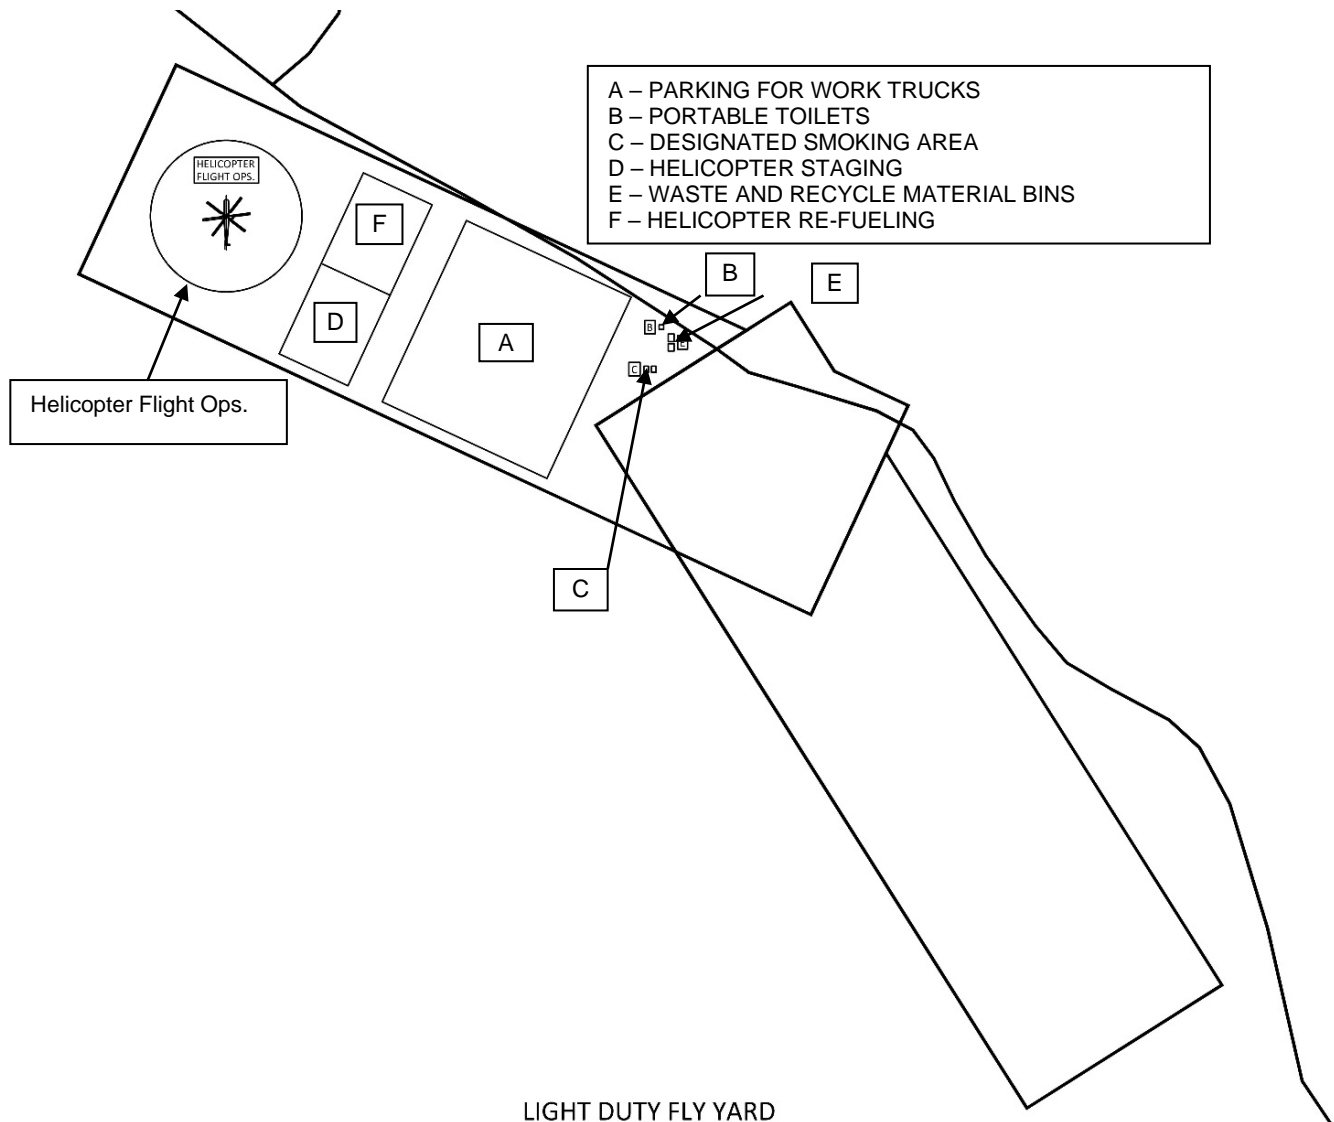 A – PARKING FOR WORK TRUCKS
B – PORTABLE TOILETS
C – DESIGNATED SMOKING AREA
D – HELICOPTER STAGING
E – WASTE AND RECYCLE MATERIAL BINS
F – HELICOPTER RE-FUELING
HELICOPTER
FLIGHT OPS.
F
D
A
B
E
B
E
C
Helicopter Flight Ops.
C
LIGHT DUTY FLY YARD